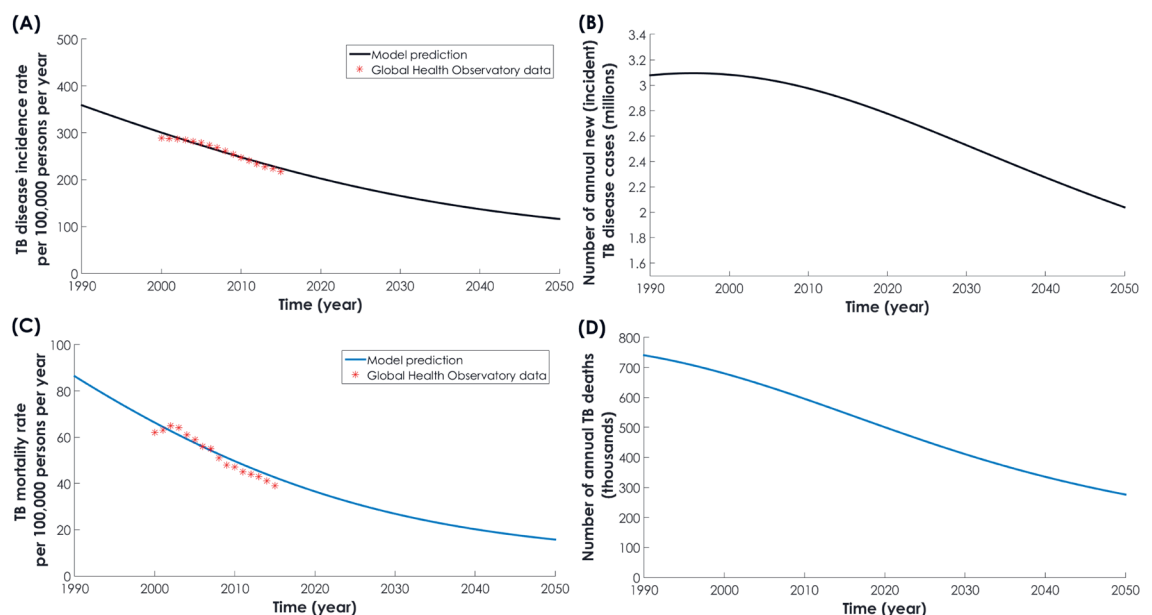 (A)
500
400
300
200
100
0
TB disease incidence rate
per 100,000 persons per year
Model prediction
Global Health Observatory data
1990 2000 2010 2020 2030 2040 2050
Time (year)
(B)
3.4
3.2
3
2.8
2.6
2.4
2.2
2
1.8
1.6
Number of annual new (incident)
TB disease cases (millions)
1990 2000 2010 2020 2030 2040 2050
Time (year)
(C)
100
80
60
40
20
0
TB mortality rate
per 100,000 persons per year
Model prediction
Global Health Observatory data
1990 2000 2010 2020 2030 2040 2050
Time (year)
(D)
800
700
600
500
400
300
200
100
0
Number of annual TB deaths
(thousands)
1990 2000 2010 2020 2030 2040 2050
Time (year)